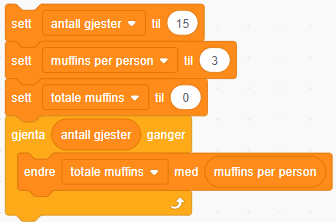 sett antall gjester til 15
sett muffins per person til 3
sett totale muffins til 0
gjenta antall gjester ganger
endre totale muffins med muffins per person